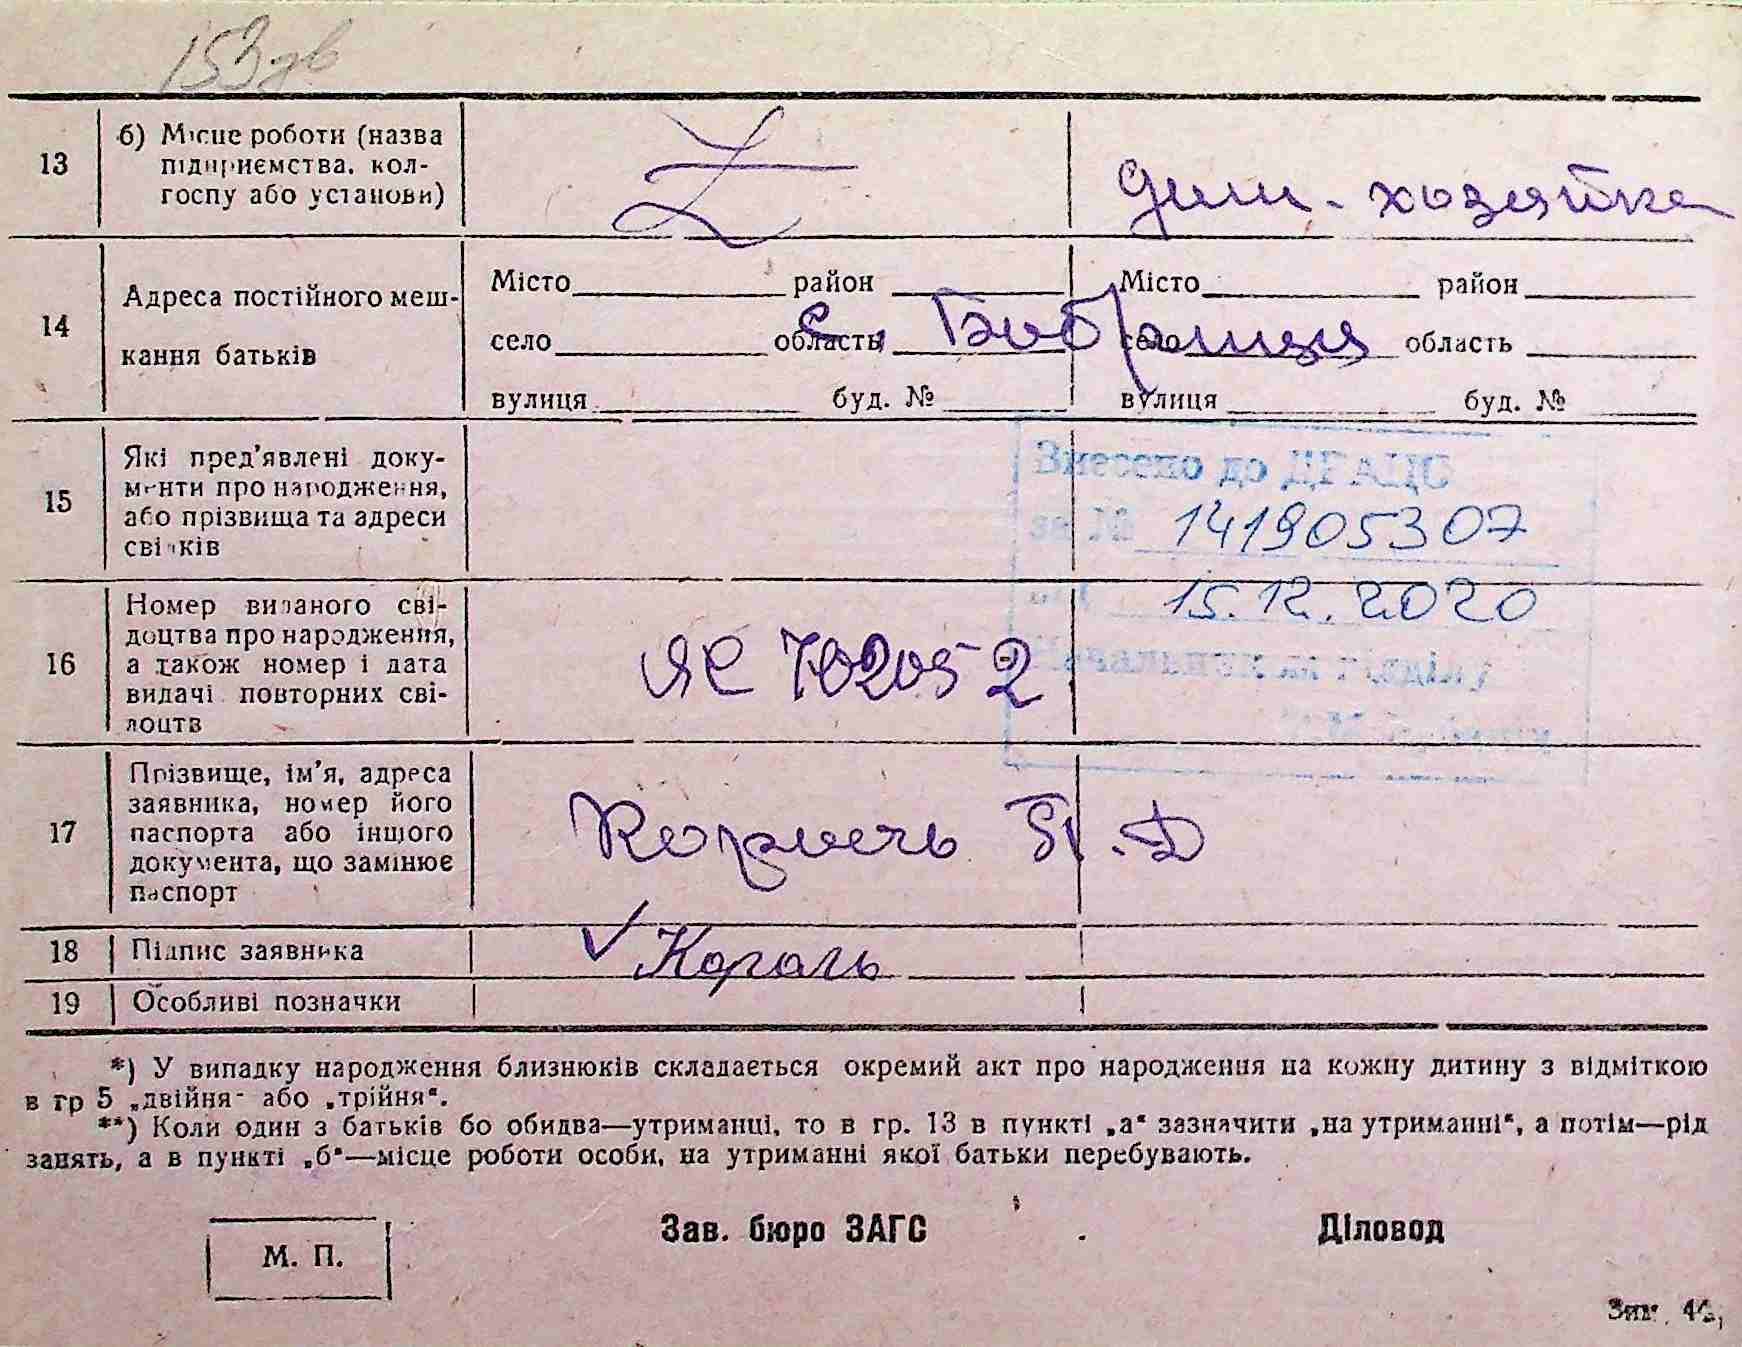 153зв
13
б) Місце роботи (назва
підприємства, кол-
госпу або установи)
дом. хозяйка
14
Адреса постійного меш-
кання батьків
Місто район
село область
вулиця буд. №
Місто район
село область
вулиця буд. №
с. Бобриця
15
Які пред'явлені доку-
менти про народження,
або прізвища та адреси
свідків
Внесено до ДРАЦС
за № 141905307
від 15.12.2020
Начальник відділу
16
Номер виданого сві-
доцтва про народження,
а також номер і дата
видачі повторних сві-
доцтв
ЯС 702052
17
Прізвище, ім'я, адреса
заявника, номер його
паспорта або іншого
документа, що замінює
паспорт
Король П. Д
18
Підпис заявника
Король
19
Особливі позначки
*) У випадку народження близнюків складається окремий акт про народження на кожну дитину з відміткою
в гр 5 „двійня" або „трійня“.
**) Коли один з батьків бо обидва—утриманці, то в гр. 13 в пункті „а“ зазначити „на утриманні“, а потім—рід
занять, а в пункті „б“—місце роботи особи, на утриманні якої батьки перебувають.
М. П.
Зав. бюро ЗАГС
Діловод